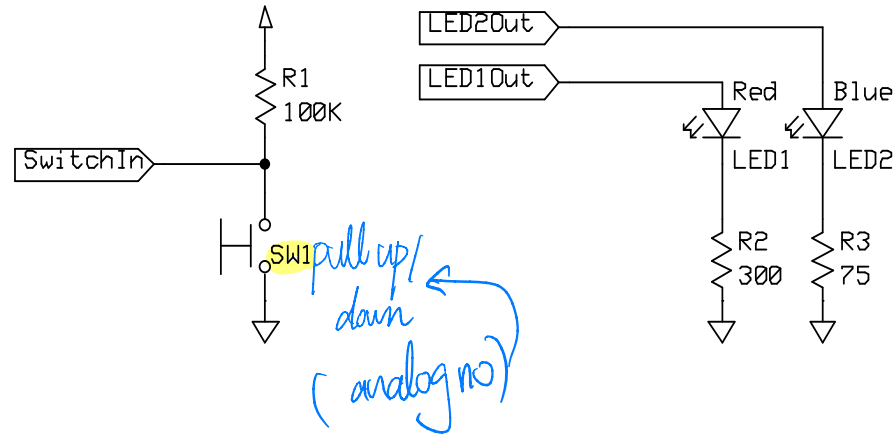 LED2Out
LED1Out
R1
100K
Red
Blue
SwitchIn
LED1
LED2
SW1
R2
300
R3
75
pull up/
down
(analog no)